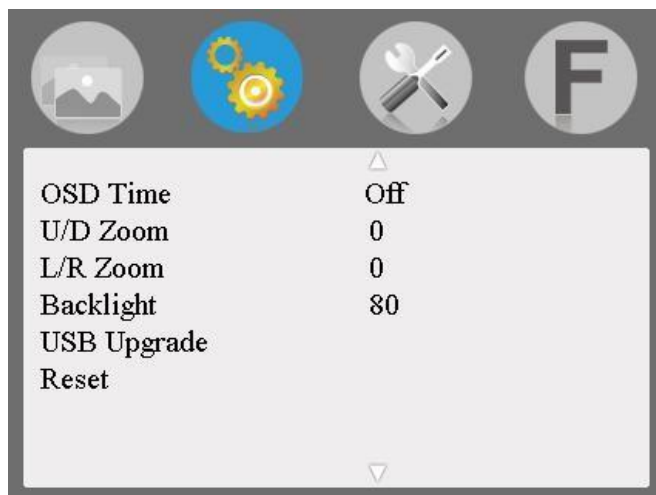 F
OSD Time Off
U/D Zoom 0
L/R Zoom 0
Backlight 80
USB Upgrade
Reset